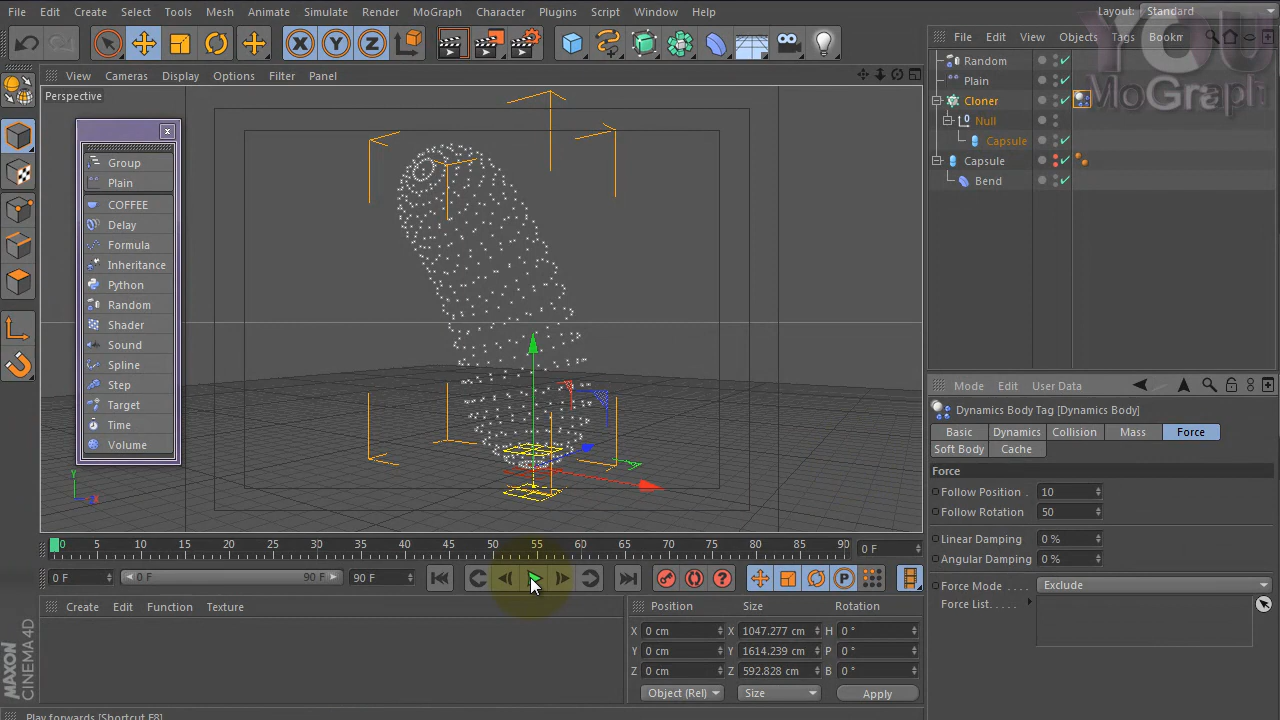 File Edit Create Select Tools Mesh Animate Simulate Render MoGraph Character Plugins Script Window Help Layout: Standard
X Y Z
File Edit View Objects Tags Bookm
View Cameras Display Options Filter Panel
Perspective
x
Group
Plain
COFFEE
Delay
Formula
Inheritance
Python
Random
Shader
Sound
Spline
Step
Target
Time
Volume
Y
X
Random
Plain
Cloner
Null
Capsule
Capsule
Bend
YOU
MoGraph
Mode Edit User Data
Dynamics Body Tag [Dynamics Body]
Basic Dynamics Collision Mass Force
Soft Body Cache
Force
Follow Position . 10
Follow Rotation 50
Linear Damping 0 %
Angular Damping 0 %
Force Mode . . . . Exclude
Force List. . . . .
0 5 10 15 20 25 30 35 40 45 50 55 60 65 70 75 80 85 90 0 F
0 F 0 F 90 F 90 F P
Create Edit Function Texture
Position Size Rotation
X 0 cm X 1047.277 cm H 0 °
Y 0 cm Y 1614.239 cm P 0 °
Z 0 cm Z 592.828 cm B 0 °
Object (Rel) Size Apply
MAXON
CINEMA 4D
Play forwards [Shortcut F8]